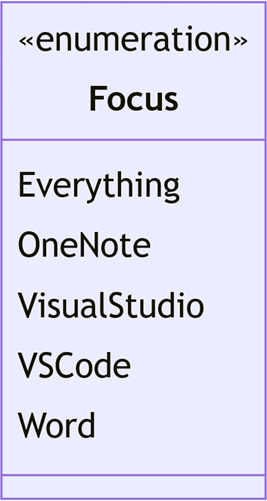 «enumeration»
Focus
Everything
OneNote
VisualStudio
VSCode
Word